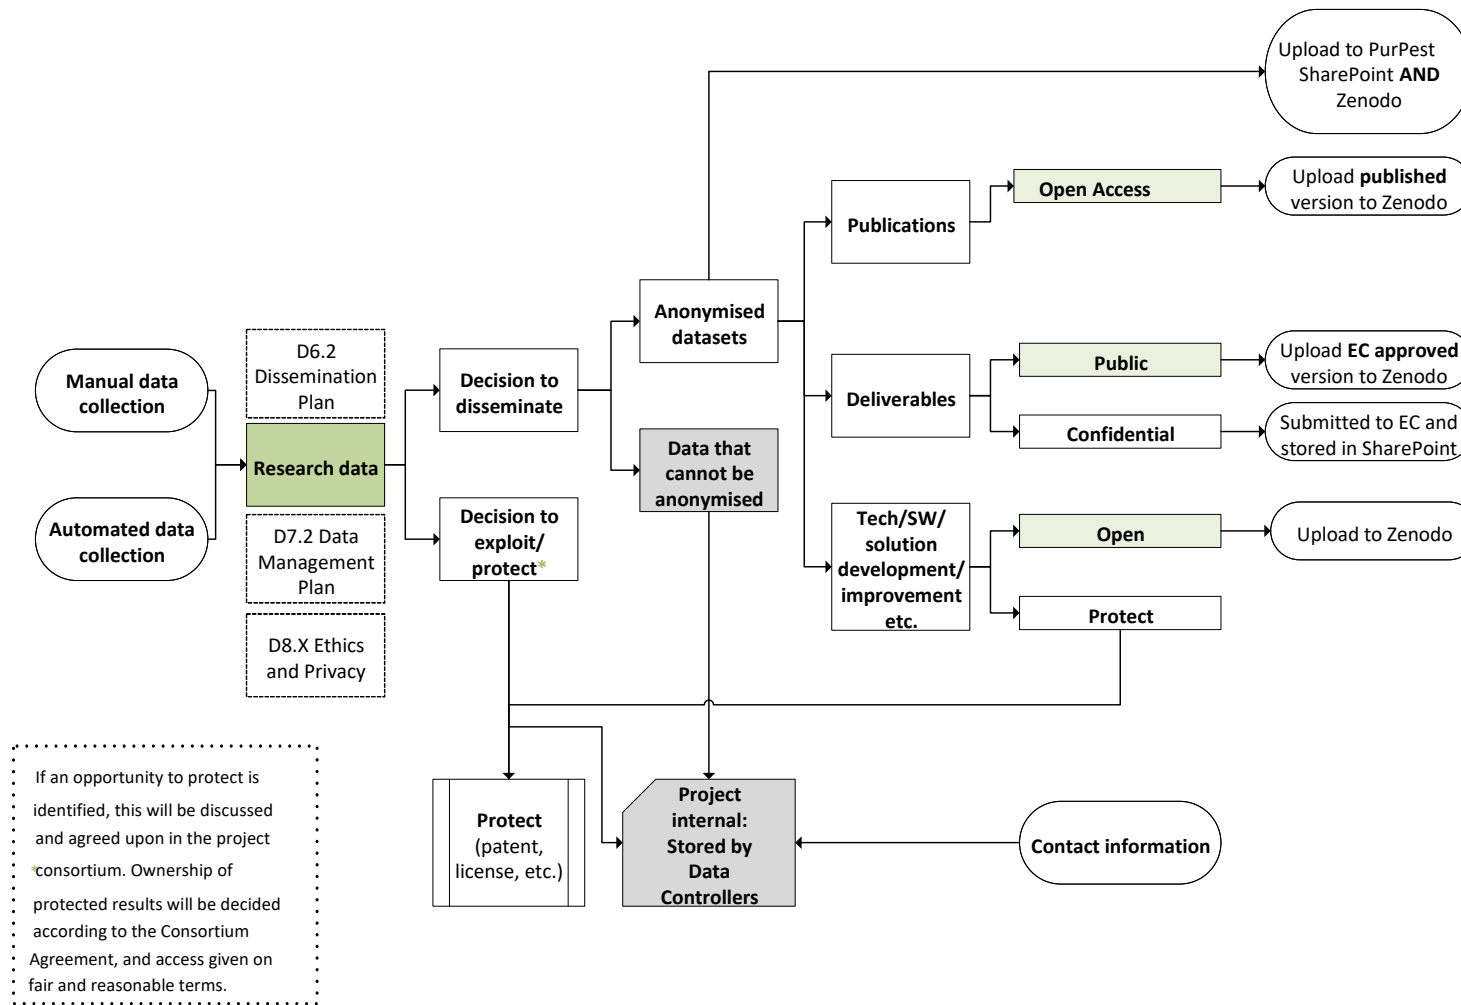 Upload to PurPest
SharePoint AND
Zenodo
Publications
Open Access
Upload published
version to Zenodo
Anonymised
datasets
Manual data
collection
D6.2
Dissemination
Plan
Decision to
disseminate
Deliverables
Public
Upload EC approved
version to Zenodo
Confidential
Submitted to EC and
stored in SharePoint
Research data
Data that
cannot be
anonymised
Automated data
collection
D7.2 Data
Management
Plan
Decision to
exploit/
protect*
Tech/SW/
solution
development/
improvement
etc.
Open
Upload to Zenodo
Protect
D8.X Ethics
and Privacy
If an opportunity to protect is
identified, this will be discussed
and agreed upon in the project
*consortium. Ownership of
protected results will be decided
according to the Consortium
Agreement, and access given on
fair and reasonable terms.
Protect
(patent,
license, etc.)
Project
internal:
Stored by
Data
Controllers
Contact information